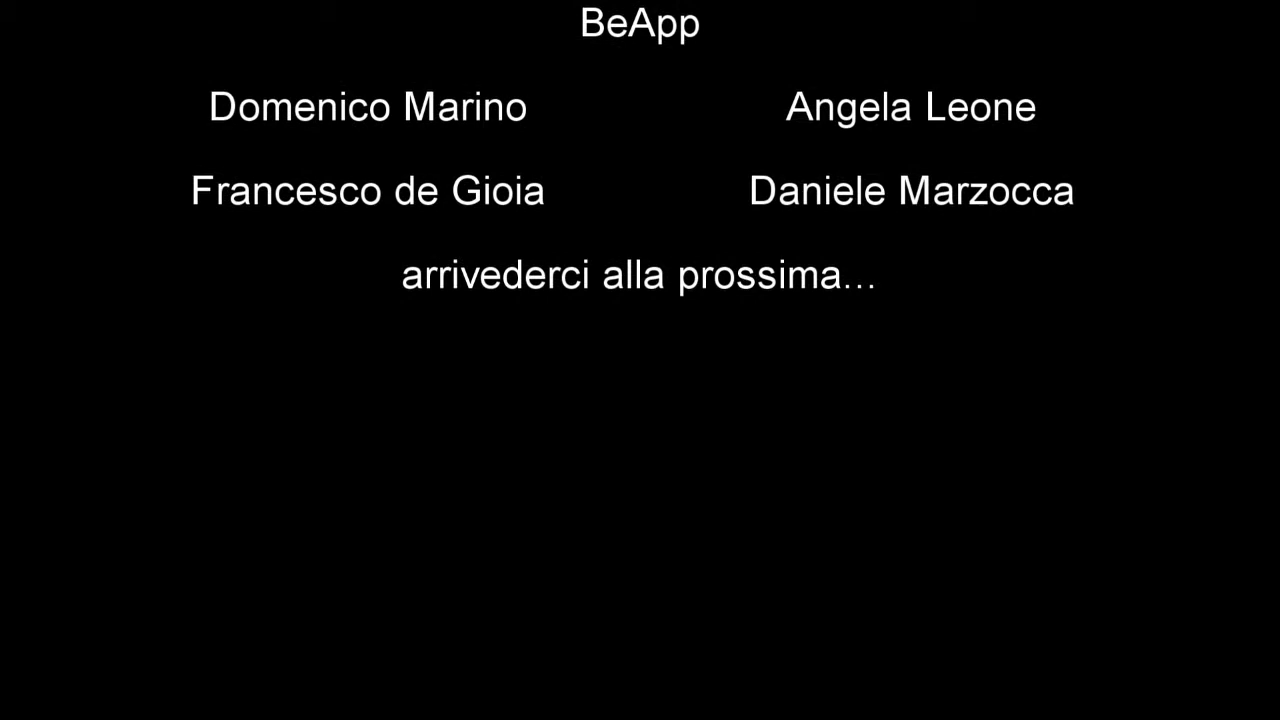 BeApp
Domenico Marino Angela Leone
Francesco de Gioia Daniele Marzocca
arrivederci alla prossima...